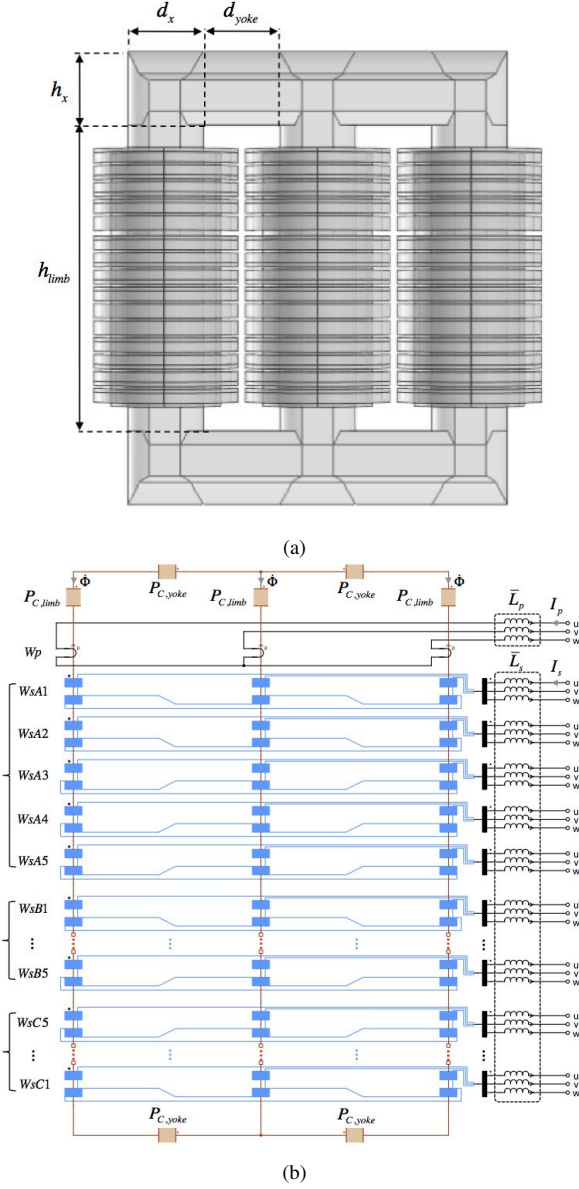 d_x d_yoke
h_x
h_limb
(a)
P_C,yoke P_C,yoke
Φ̇ Φ̇ Φ̇
P_C,limb P_C,limb P_C,limb
L̄_p I_p
u
v
w
Wp
L̄_s I_s
WsA1 u
v
w
WsA2 u
v
w
WsA3 u
v
w
WsA4 u
v
w
WsA5 u
v
w
WsB1 u
v
w
⋮ ⋮ ⋮ ⋮
WsB5 u
v
w
WsC5 u
v
w
⋮ ⋮ ⋮ ⋮
WsC1 u
v
w
P_C,yoke P_C,yoke
(b)